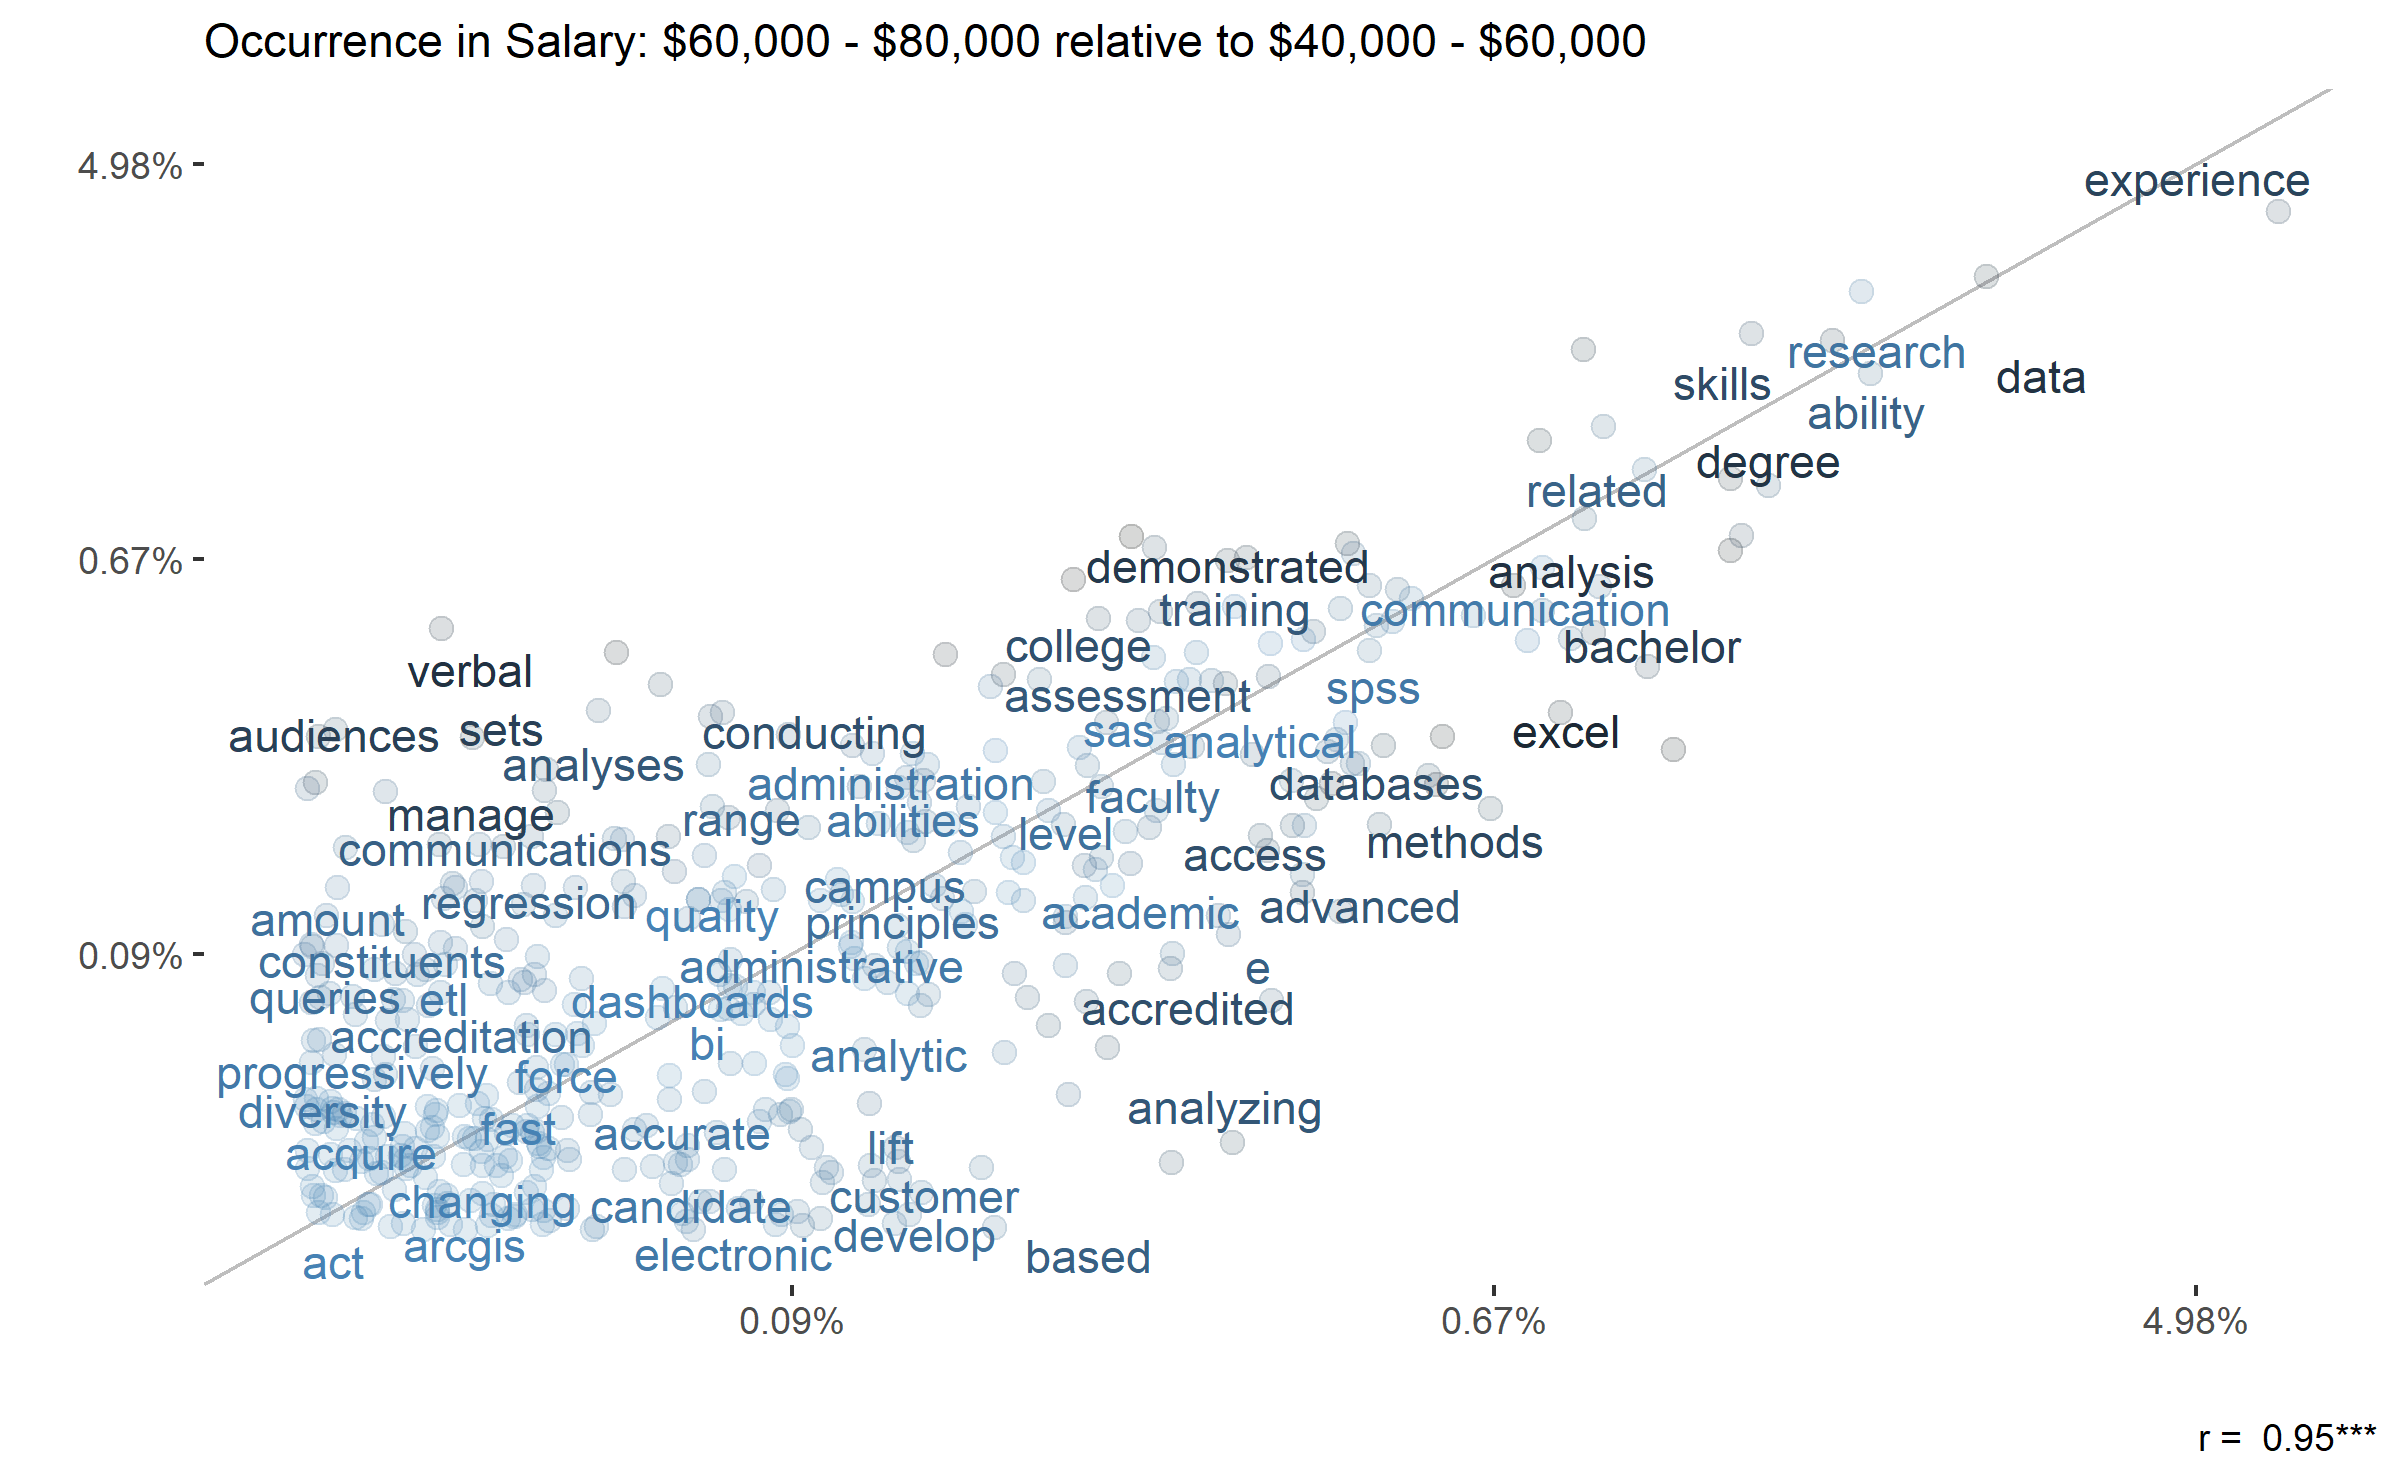 Occurrence in Salary: $60,000 - $80,000 relative to $40,000 - $60,000
4.98%
experience
research
data
skills
ability
degree
related
0.67%
demonstrated
analysis
training
communication
college
bachelor
verbal
assessment
spss
audiences
sets
conducting
sas
analytical
excel
analyses
administration
faculty
databases
manage
range
abilities
level
communications
access
methods
campus
regression
amount
quality
principles
academic
advanced
0.09%
constituents
administrative
e
queries
etl
dashboards
accredited
accreditation
bi
analytic
progressively
force
diversity
fast
accurate
lift
analyzing
acquire
changing
candidate
customer
develop
arcgis
act
electronic
based
0.09%
0.67%
4.98%
r =  0.95***